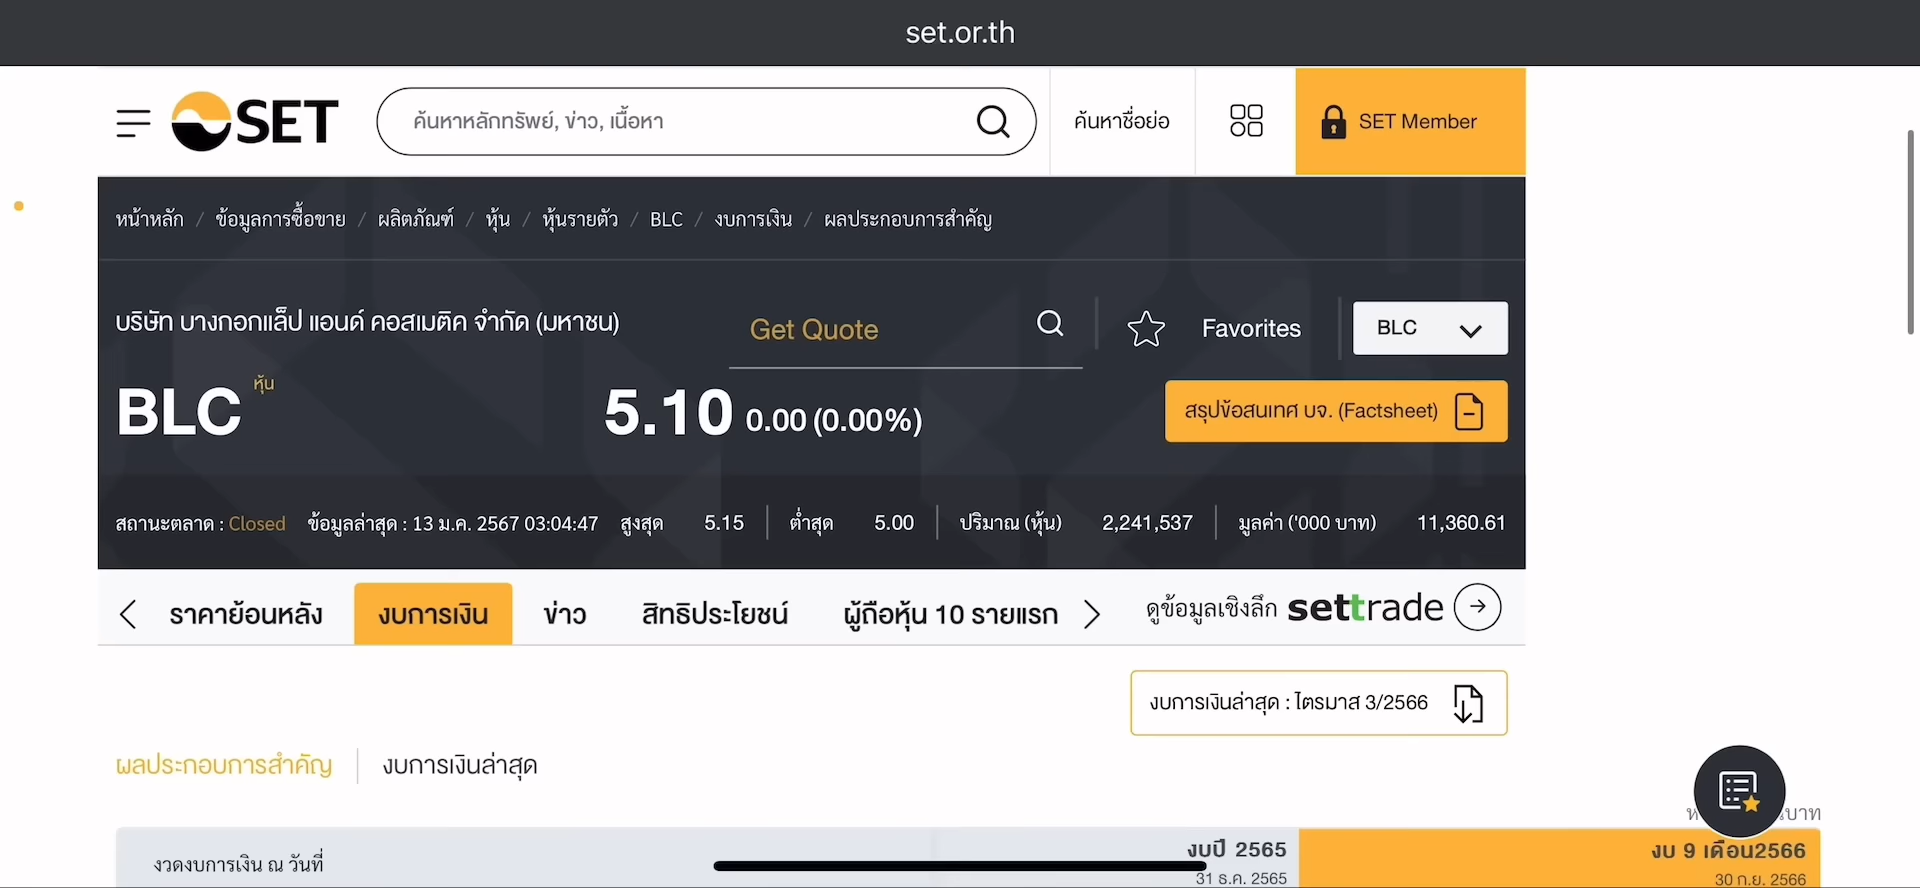 set.or.th
SET
ค้นหาหลักทรัพย์, ข่าว, เนื้อหา
ค้นหาชื่อย่อ
SET Member
หน้าหลัก / ข้อมูลการซื้อขาย / ผลิตภัณฑ์ / หุ้น / หุ้นรายตัว / BLC / งบการเงิน / ผลประกอบการสำคัญ
บริษัท บางกอกแล็ป แอนด์ คอสเมติค จำกัด (มหาชน)
Get Quote
Favorites
BLC
BLC
หุ้น
5.10 0.00 (0.00%)
สรุปข้อสนเทศ บจ. (Factsheet)
สถานะตลาด : Closed ข้อมูลล่าสุด : 13 ม.ค. 2567 03:04:47 สูงสุด 5.15 ต่ำสุด 5.00 ปริมาณ (หุ้น) 2,241,537 มูลค่า ('000 บาท) 11,360.61
ราคาย้อนหลัง งบการเงิน ข่าว สิทธิประโยชน์ ผู้ถือหุ้น 10 รายแรก ดูข้อมูลเชิงลึก settrade
งบการเงินล่าสุด : ไตรมาส 3/2566
ผลประกอบการสำคัญ งบการเงินล่าสุด
งวดงบการเงิน ณ วันที่
งบปี 2565
31 ธ.ค. 2565
งบ 9 เดือน2566
30 ก.ย. 2566